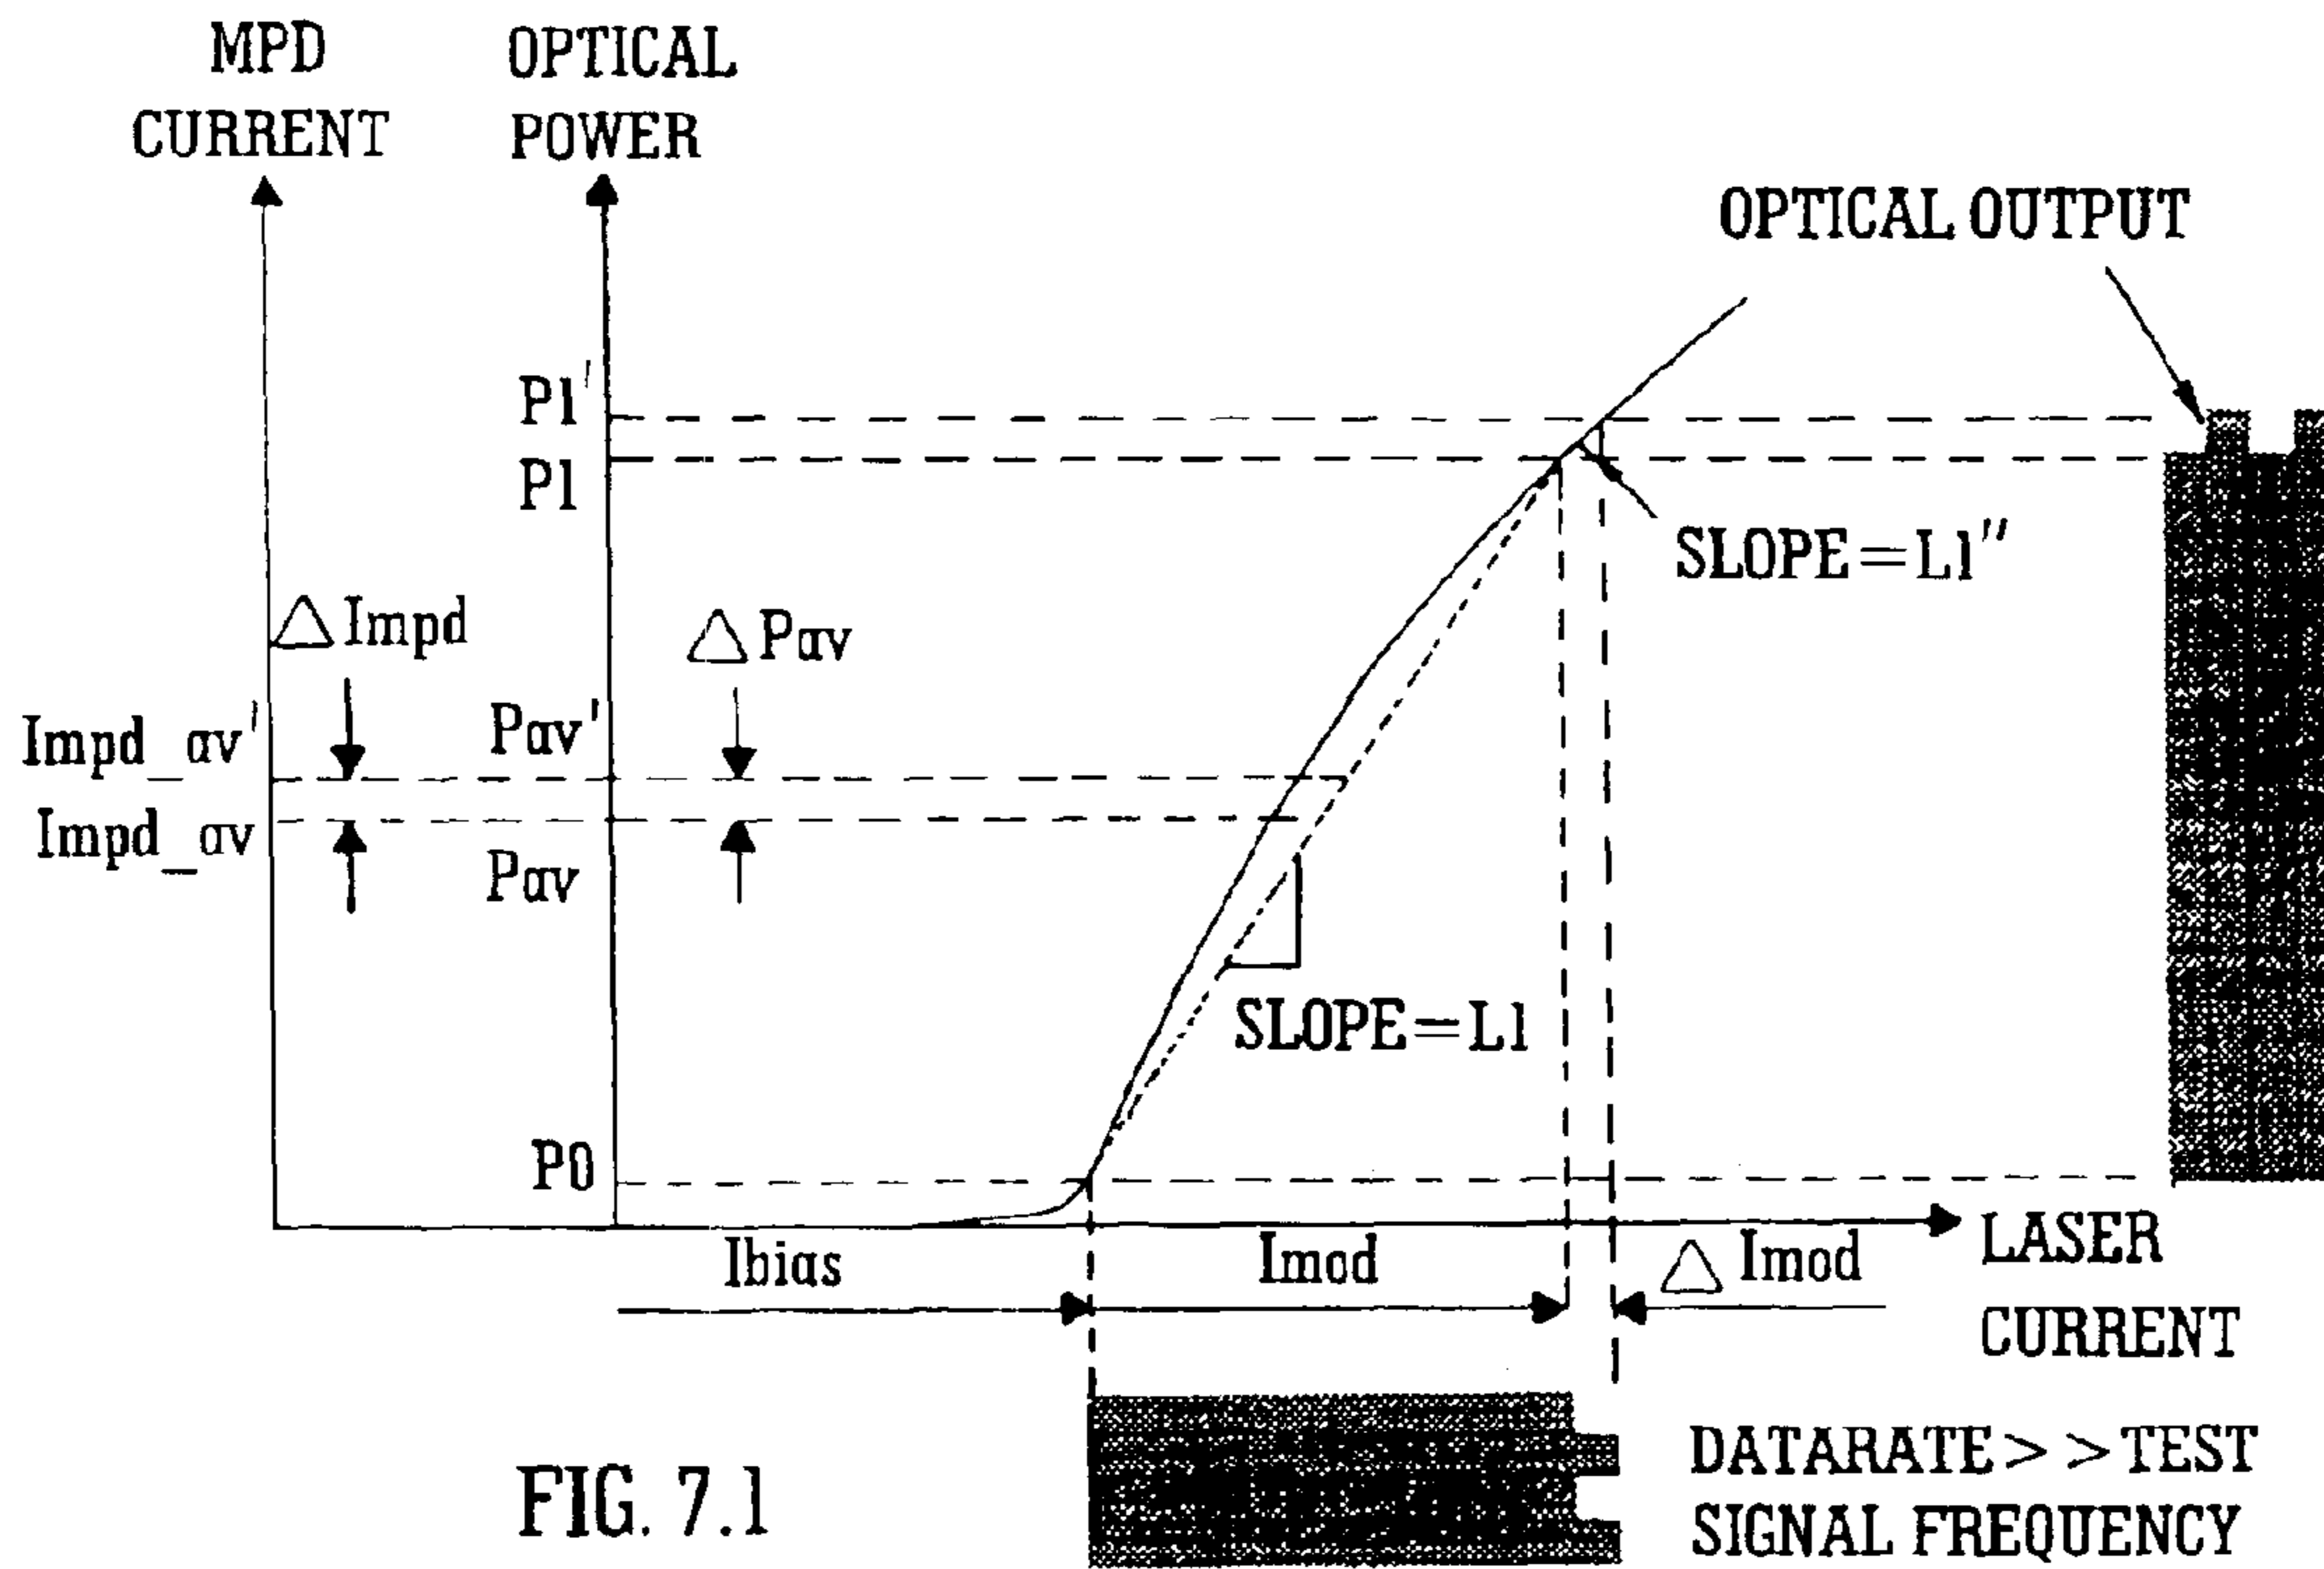 MPD
CURRENT
OPTICAL
POWER
OPTICAL OUTPUT
P1'
P1
SLOPE=L1''
△Impd
△Pav
Impd_av'
Pav'
Impd_av
Pav
SLOPE=L1
P0
Ibias
Imod
△Imod
LASER
CURRENT
DATARATE>>TEST
SIGNAL FREQUENCY
FIG. 7.1